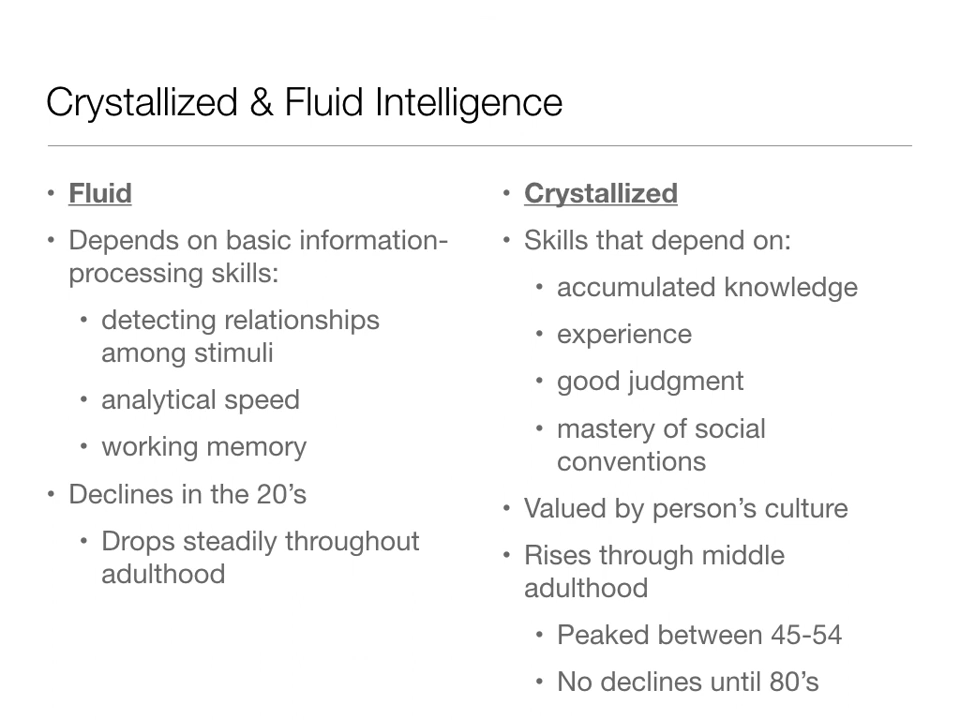 Crystallized & Fluid Intelligence
• Fluid
• Depends on basic information-
processing skills:
• detecting relationships
among stimuli
• analytical speed
• working memory
• Declines in the 20’s
• Drops steadily throughout
adulthood
• Crystallized
• Skills that depend on:
• accumulated knowledge
• experience
• good judgment
• mastery of social
conventions
• Valued by person’s culture
• Rises through middle
adulthood
• Peaked between 45-54
• No declines until 80’s